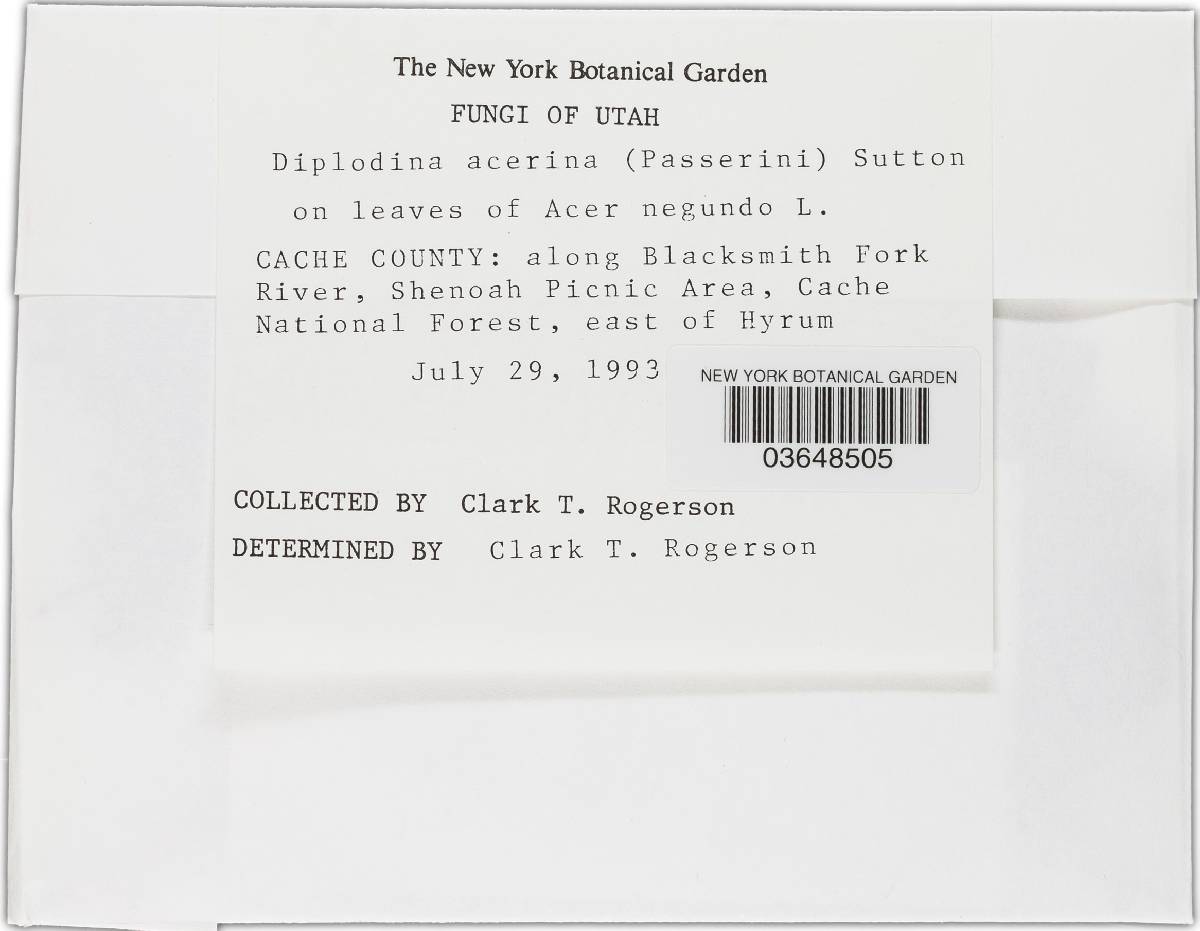 The New York Botanical Garden
FUNGI OF UTAH
Diplodina acerina (Passerini) Sutton
on leaves of Acer negundo L.
CACHE COUNTY: along Blacksmith Fork
River, Shenoah Picnic Area, Cache
National Forest, east of Hyrum
July 29, 1993
NEW YORK BOTANICAL GARDEN
03648505
COLLECTED BY Clark T. Rogerson
DETERMINED BY Clark T. Rogerson